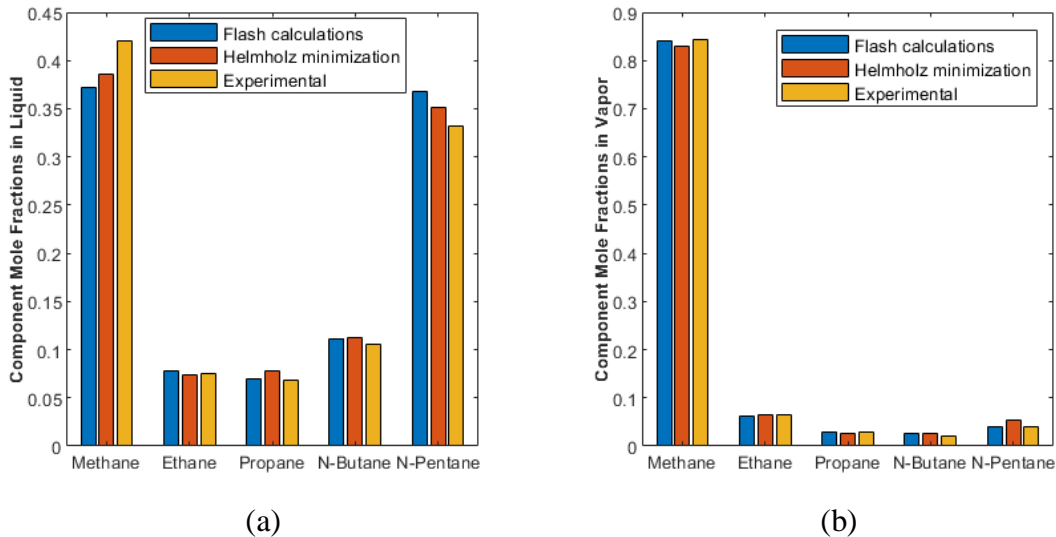 Component Mole Fractions in Liquid
0.45
0.4
0.35
0.3
0.25
0.2
0.15
0.1
0.05
0
Flash calculations
Helmholz minimization
Experimental
Methane Ethane Propane N-Butane N-Pentane
(a)
Component Mole Fractions in Vapor
0.9
0.8
0.7
0.6
0.5
0.4
0.3
0.2
0.1
0
Flash calculations
Helmholz minimization
Experimental
Methane Ethane Propane N-Butane N-Pentane
(b)